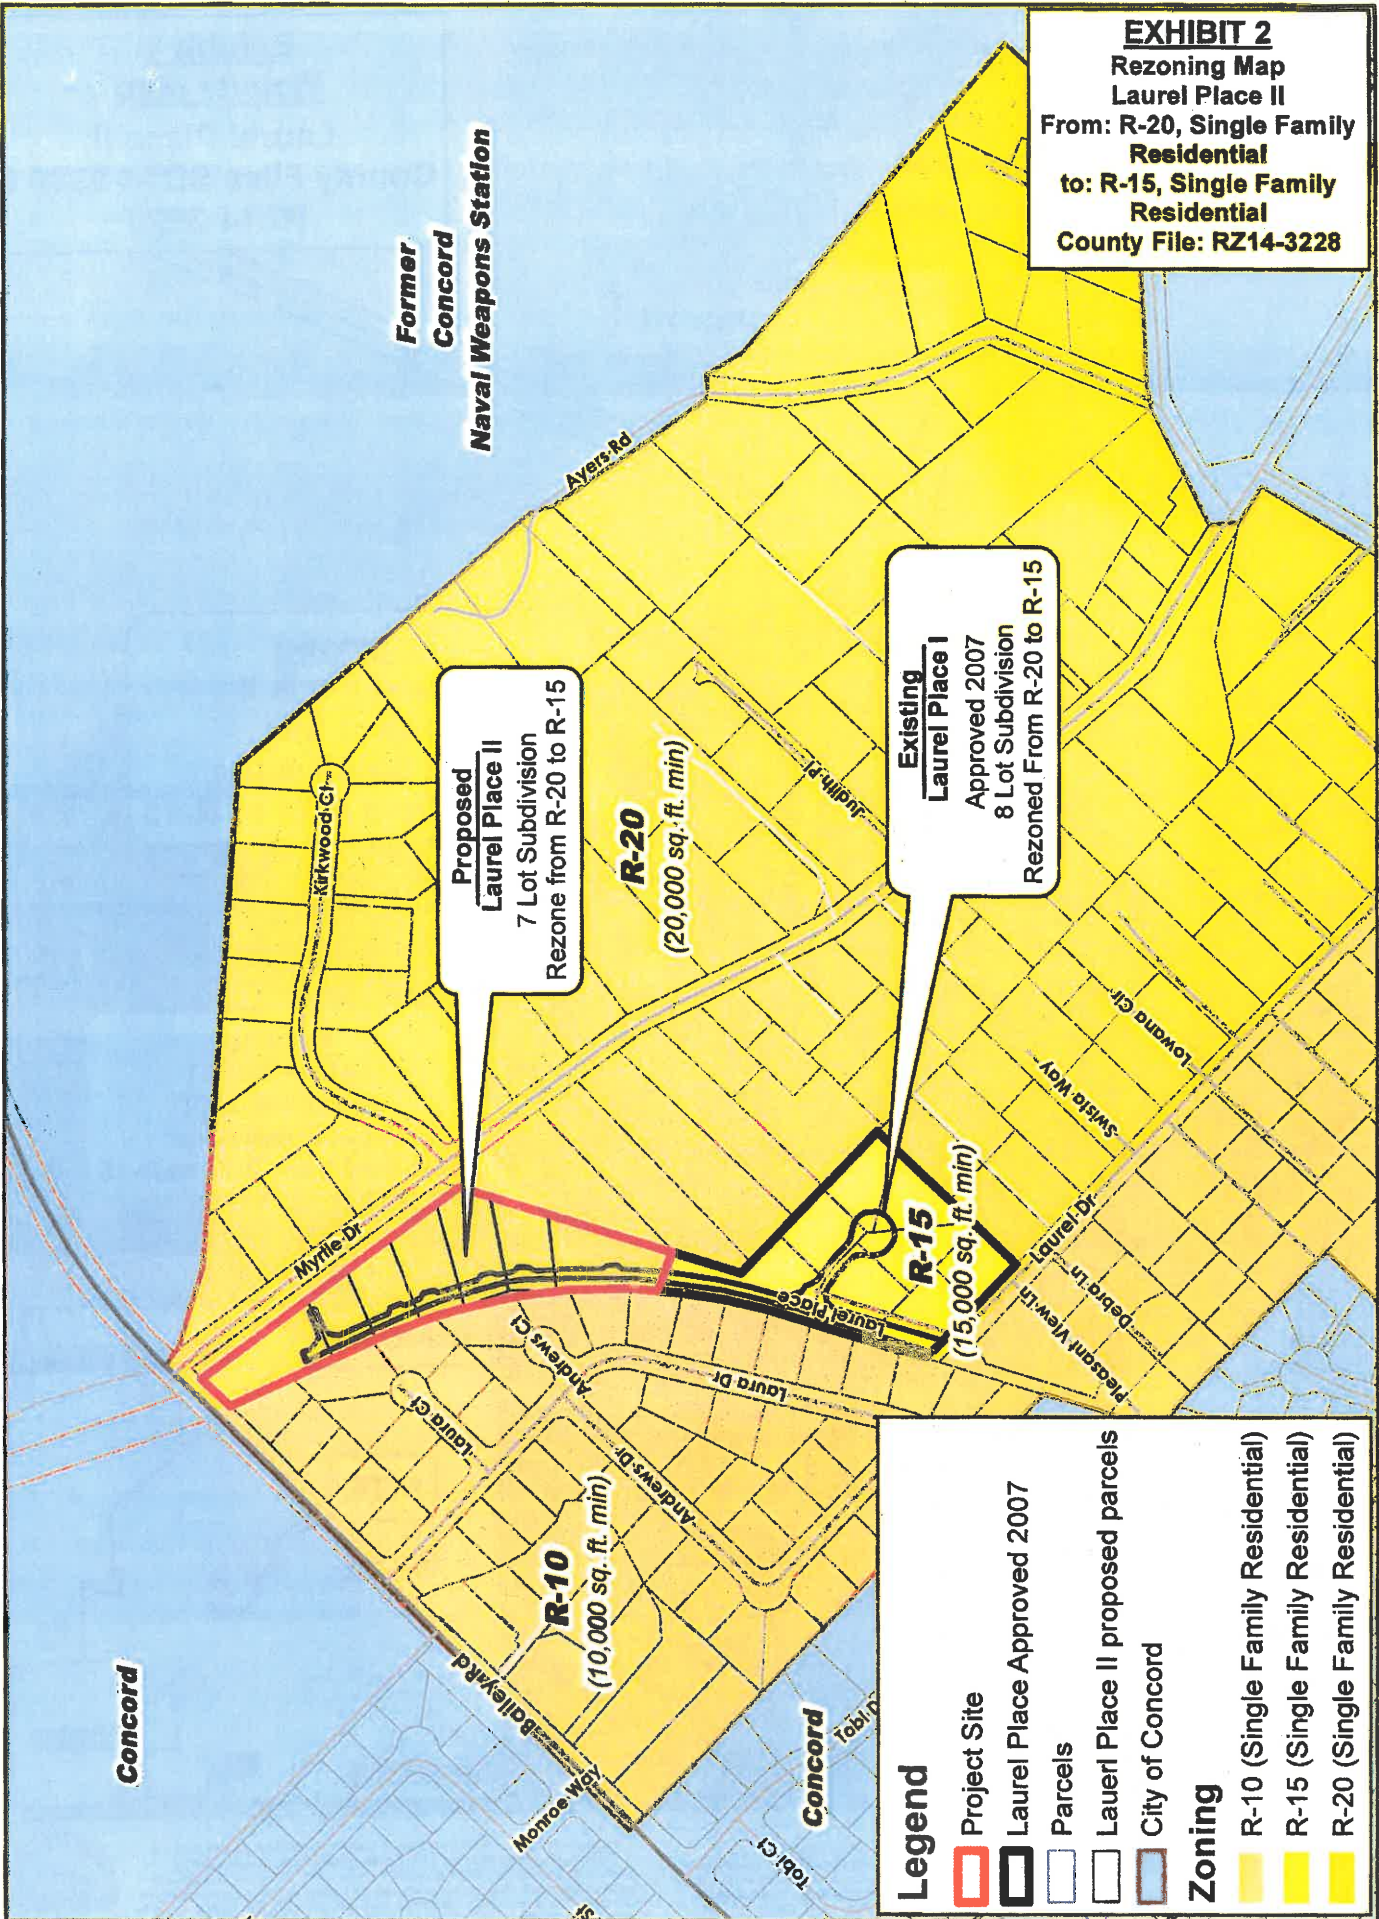 EXHIBIT 2
Rezoning Map
Laurel Place II
From: R-20, Single Family
Residential
to: R-15, Single Family
Residential
County File: RZ14-3228
Former
Concord
Naval Weapons Station
Ayers Rd
Kirkwood Ct
Proposed
Laurel Place II
7 Lot Subdivision
Rezone from R-20 to R-15
R-20
(20,000 sq. ft. min)
Judith Pl
Existing
Laurel Place I
Approved 2007
8 Lot Subdivision
Rezoned From R-20 to R-15
Myrtle Dr
Lowana Cir
Swisla Way
R-15
(15,000 sq. ft. min)
Laurel Place
Laurel Dr
Debra Ln
Pleasant View Ln
Andrews Ct
Laura Dr
Laura Ct
Andrews Dr
R-10
(10,000 sq. ft. min)
Bailey Rd
Monroe Way
Concord
Concord
Tobi D
Tobi Ct
St
Legend
Project Site
Laurel Place Approved 2007
Parcels
Lauerl Place II proposed parcels
City of Concord
Zoning
R-10 (Single Family Residential)
R-15 (Single Family Residential)
R-20 (Single Family Residential)